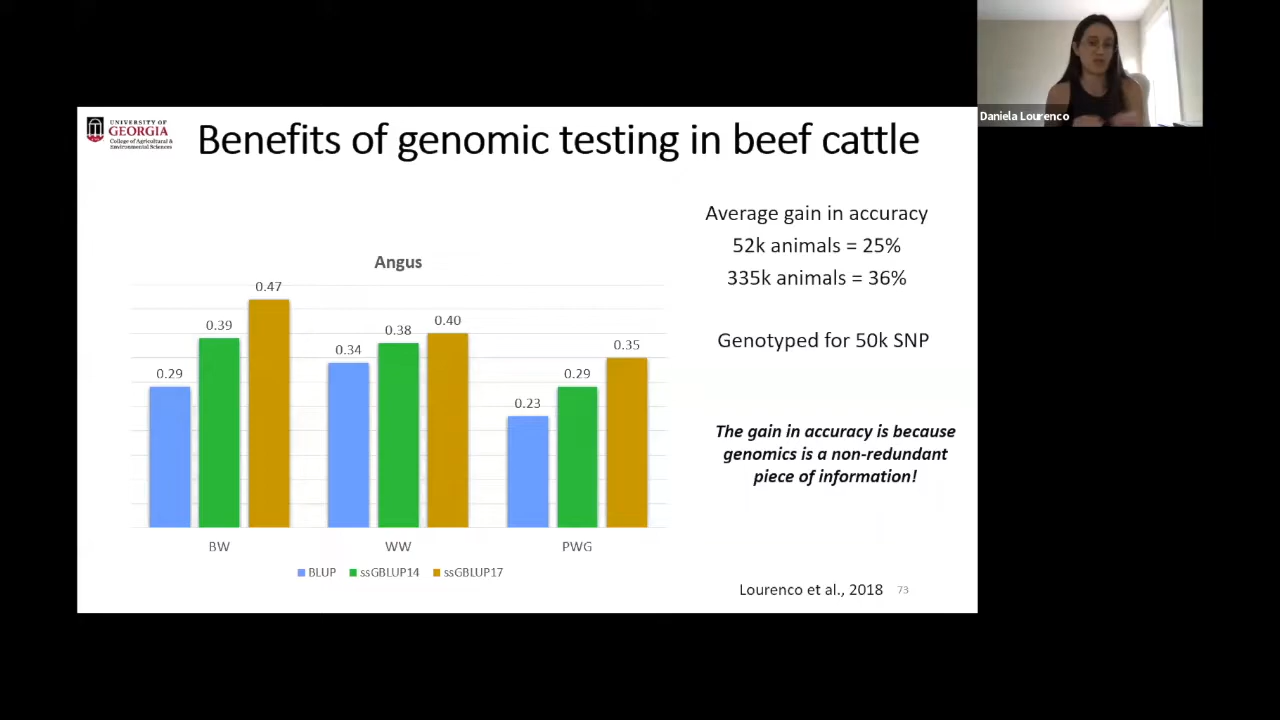 Daniela Lourenco
UNIVERSITY OF
GEORGIA
College of Agricultural &
Environmental Sciences
Benefits of genomic testing in beef cattle
Average gain in accuracy
52k animals = 25%
335k animals = 36%
Genotyped for 50k SNP
The gain in accuracy is because
genomics is a non-redundant
piece of information!
Angus
0.29
0.39
0.47
0.34
0.38
0.40
0.23
0.29
0.35
BW
WW
PWG
BLUP ssGBLUP14 ssGBLUP17
Lourenco et al., 2018
73